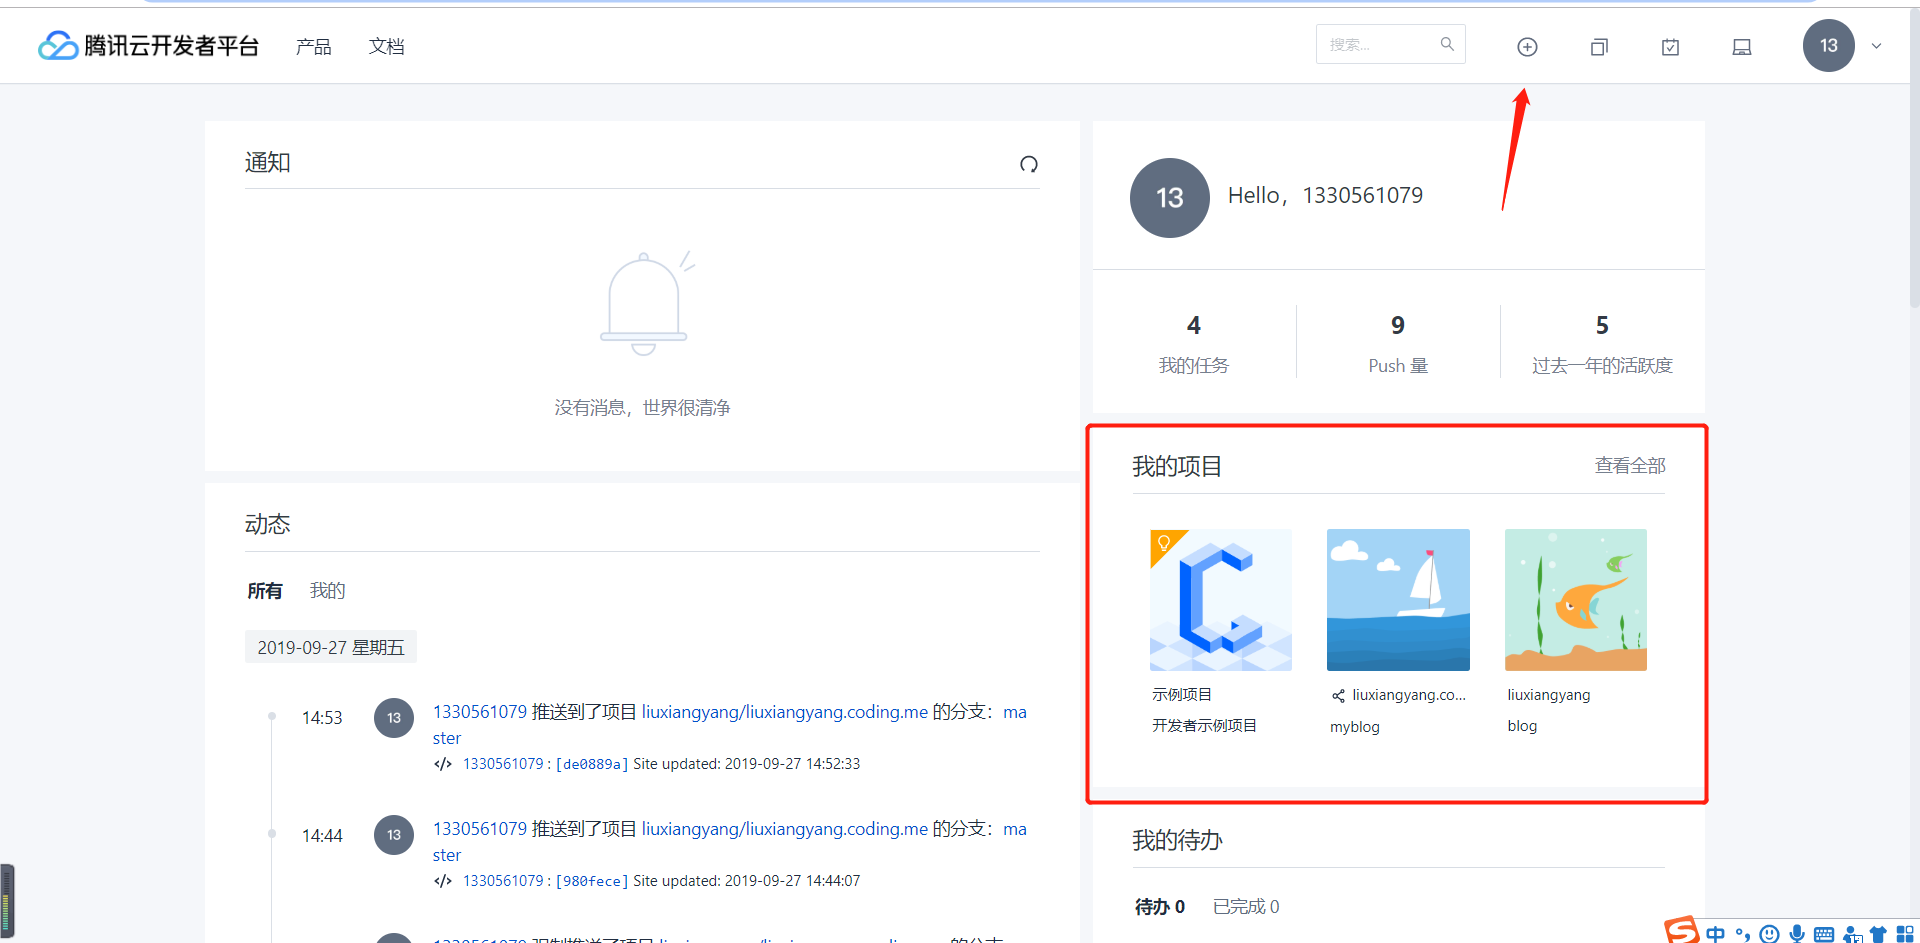 腾讯云开发者平台
产品
文档
搜索...
13
通知
没有消息，世界很清净
13
Hello，1330561079
4
我的任务
9
Push 量
5
过去一年的活跃度
动态
所有
我的
2019-09-27 星期五
14:53
13
1330561079 推送到了项目 liuxiangyang/liuxiangyang.coding.me 的分支：ma
ster
1330561079 : [de0889a] Site updated: 2019-09-27 14:52:33
14:44
13
1330561079 推送到了项目 liuxiangyang/liuxiangyang.coding.me 的分支：ma
ster
1330561079 : [980fece] Site updated: 2019-09-27 14:44:07
我的项目
查看全部
示例项目
开发者示例项目
liuxiangyang.co...
myblog
liuxiangyang
blog
我的待办
待办 0
已完成 0
中